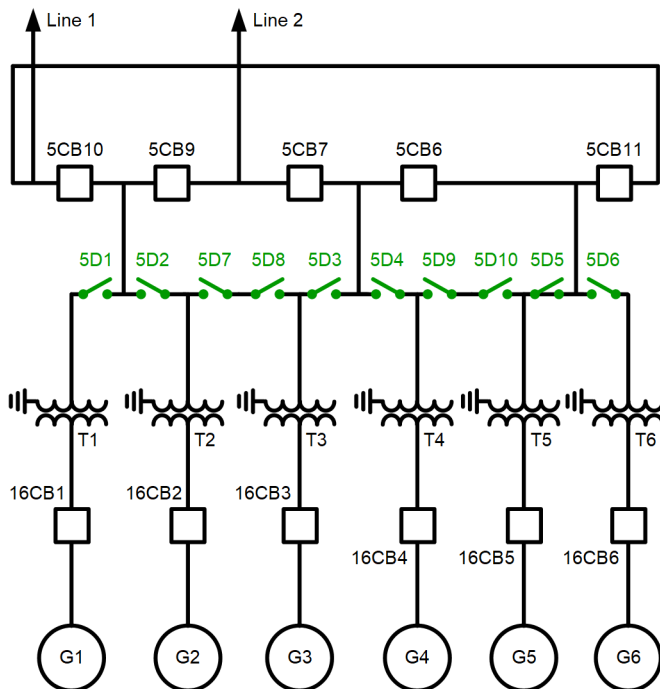 Line 1
Line 2
5CB10
5CB9
5CB7
5CB6
5CB11
5D1
5D2
5D7
5D8
5D3
5D4
5D9
5D10
5D5
5D6
T1
T2
T3
T4
T5
T6
16CB1
16CB2
16CB3
16CB4
16CB5
16CB6
G1
G2
G3
G4
G5
G6